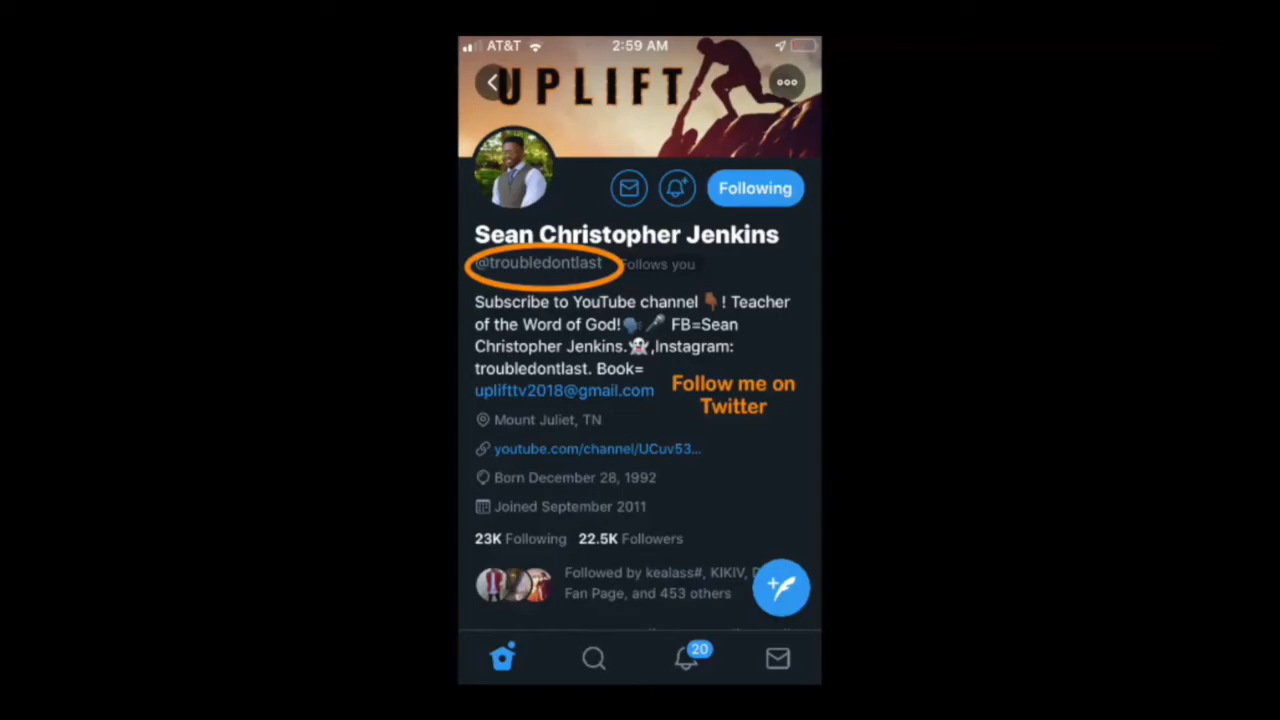 AT&T
2:59 AM
UPLIFT
Following
Sean Christopher Jenkins
@troubledontlast
Follows you
Subscribe to YouTube channel 👇🏾! Teacher
of the Word of God!🗣🎤 FB=Sean
Christopher Jenkins.👻,Instagram:
troubledontlast. Book=
uplifttv2018@gmail.com
Follow me on
Twitter
Mount Juliet, TN
youtube.com/channel/UCuv53...
Born December 28, 1992
Joined September 2011
23K Following 22.5K Followers
Followed by kealass#, KIKIV,
Fan Page, and 453 others
20